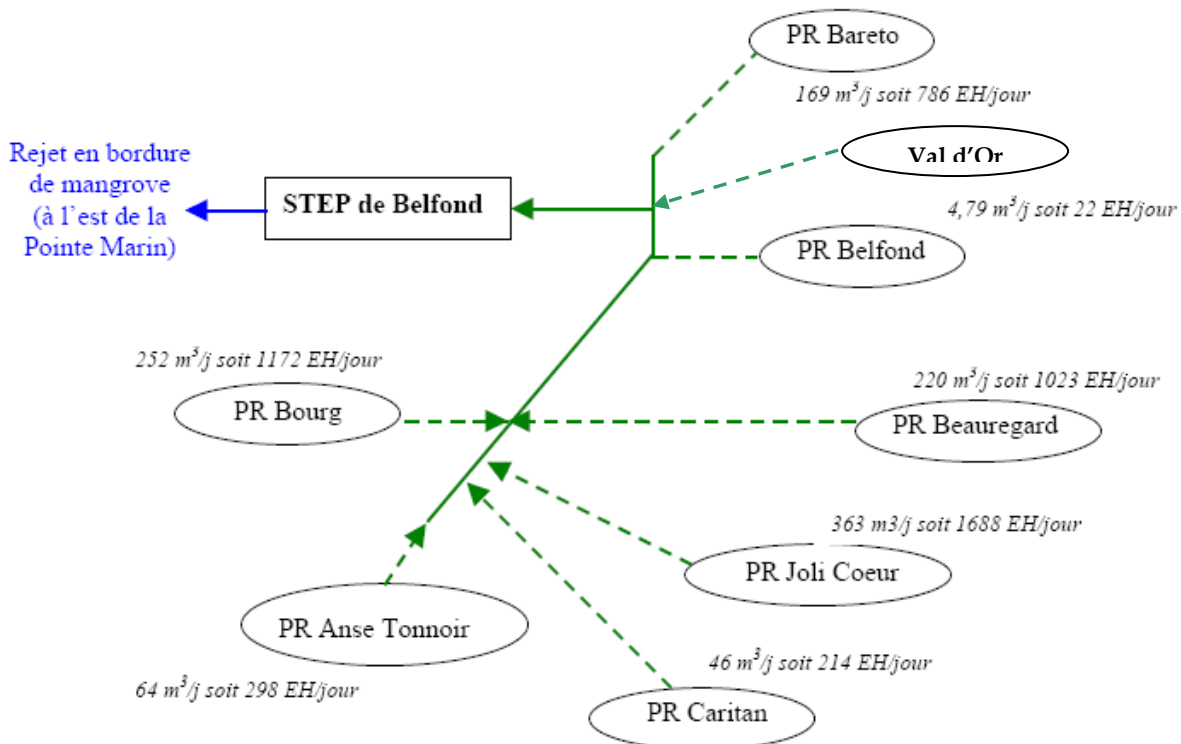 PR Bareto
169 m³/j soit 786 EH/jour
Rejet en bordure
de mangrove
(à l'est de la
Pointe Marin)
STEP de Belfond
Val d'Or
4,79 m³/j soit 22 EH/jour
PR Belfond
252 m³/j soit 1172 EH/jour
PR Bourg
220 m³/j soit 1023 EH/jour
PR Beauregard
363 m3/j soit 1688 EH/jour
PR Joli Coeur
PR Anse Tonnoir
46 m³/j soit 214 EH/jour
64 m³/j soit 298 EH/jour
PR Caritan